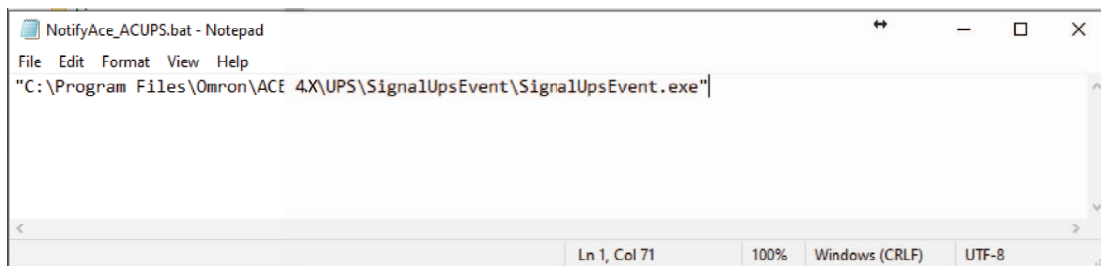 NotifyAce_ACUPS.bat - Notepad
File Edit Format View Help
"C:\Program Files\Omron\ACE 4.X\UPS\SignalUpsEvent\SignalUpsEvent.exe"
Ln 1, Col 71 100% Windows (CRLF) UTF-8